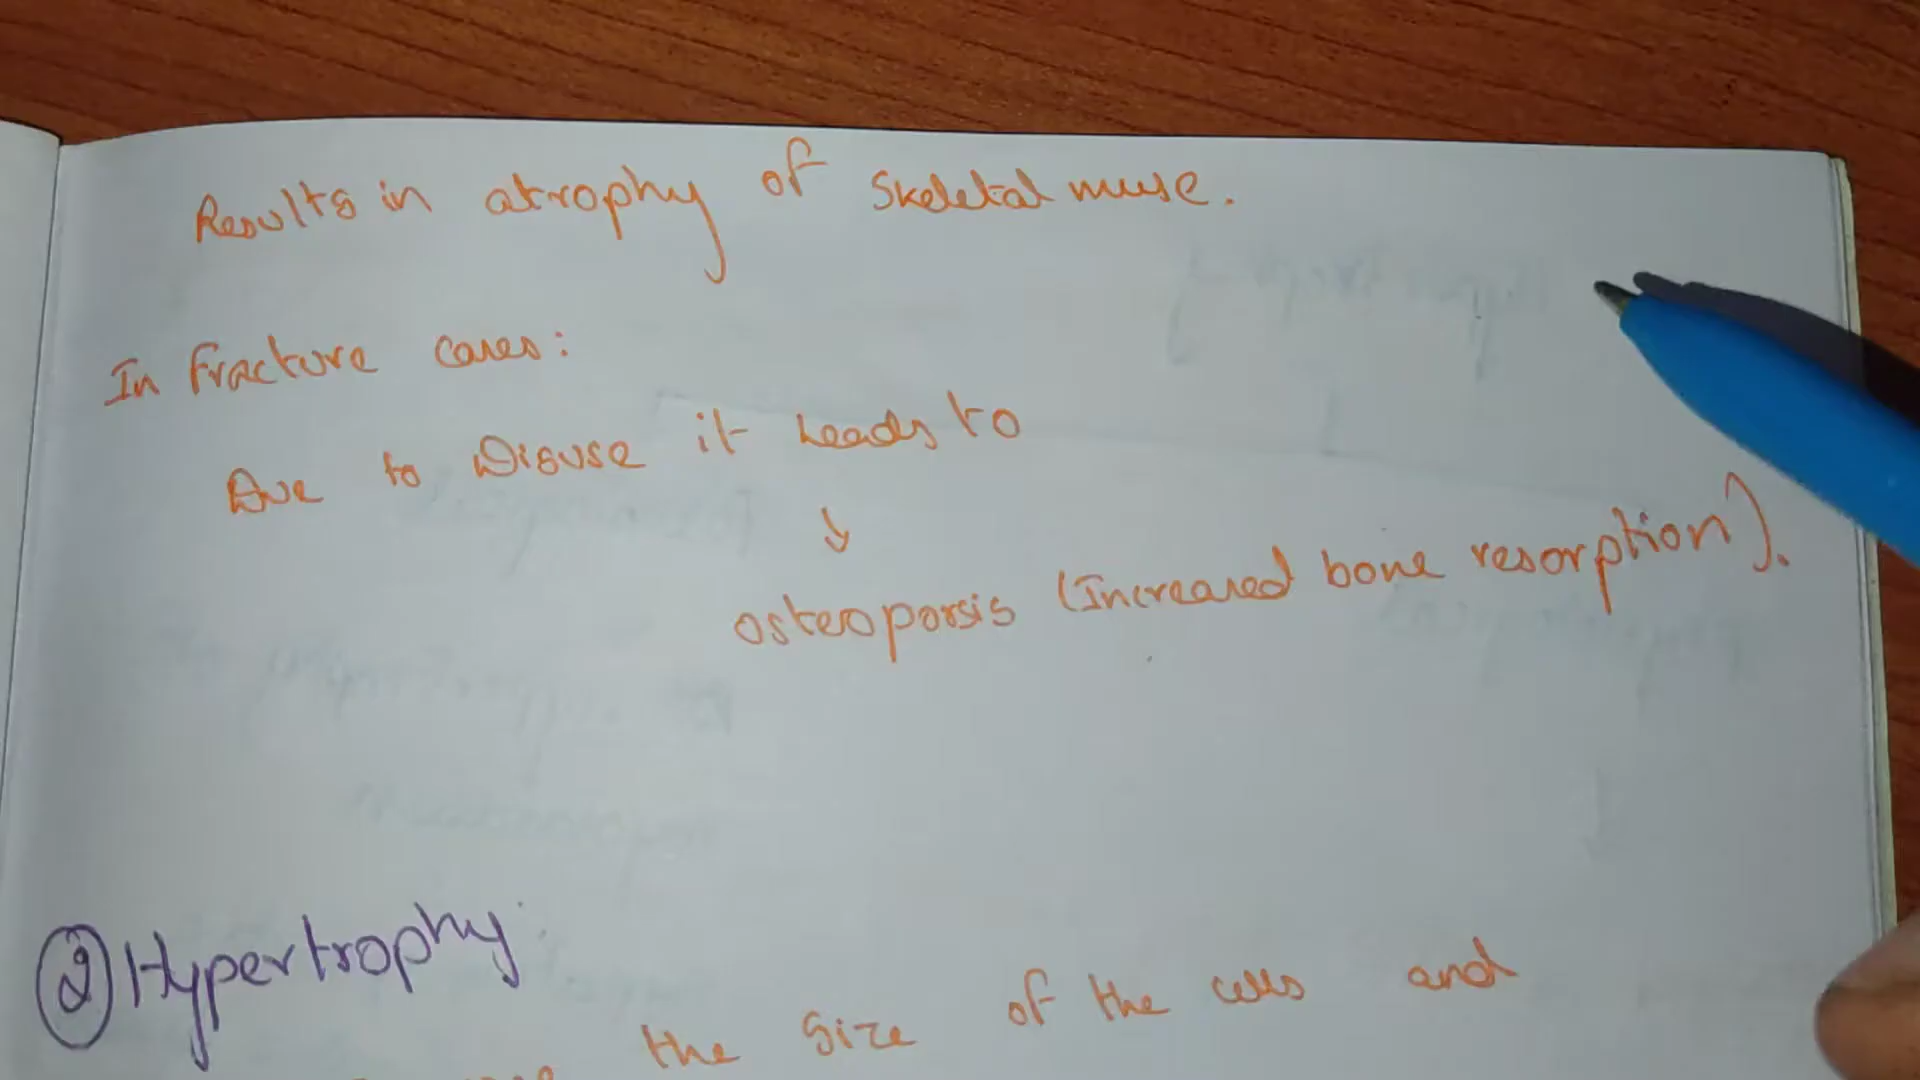 Results in atrophy of skeletal muse.
In fracture cases:
Due to Disuse it Leads to
↓
osteoporsis (Increased bone resorption).
② Hypertrophy:
the size of the cells and